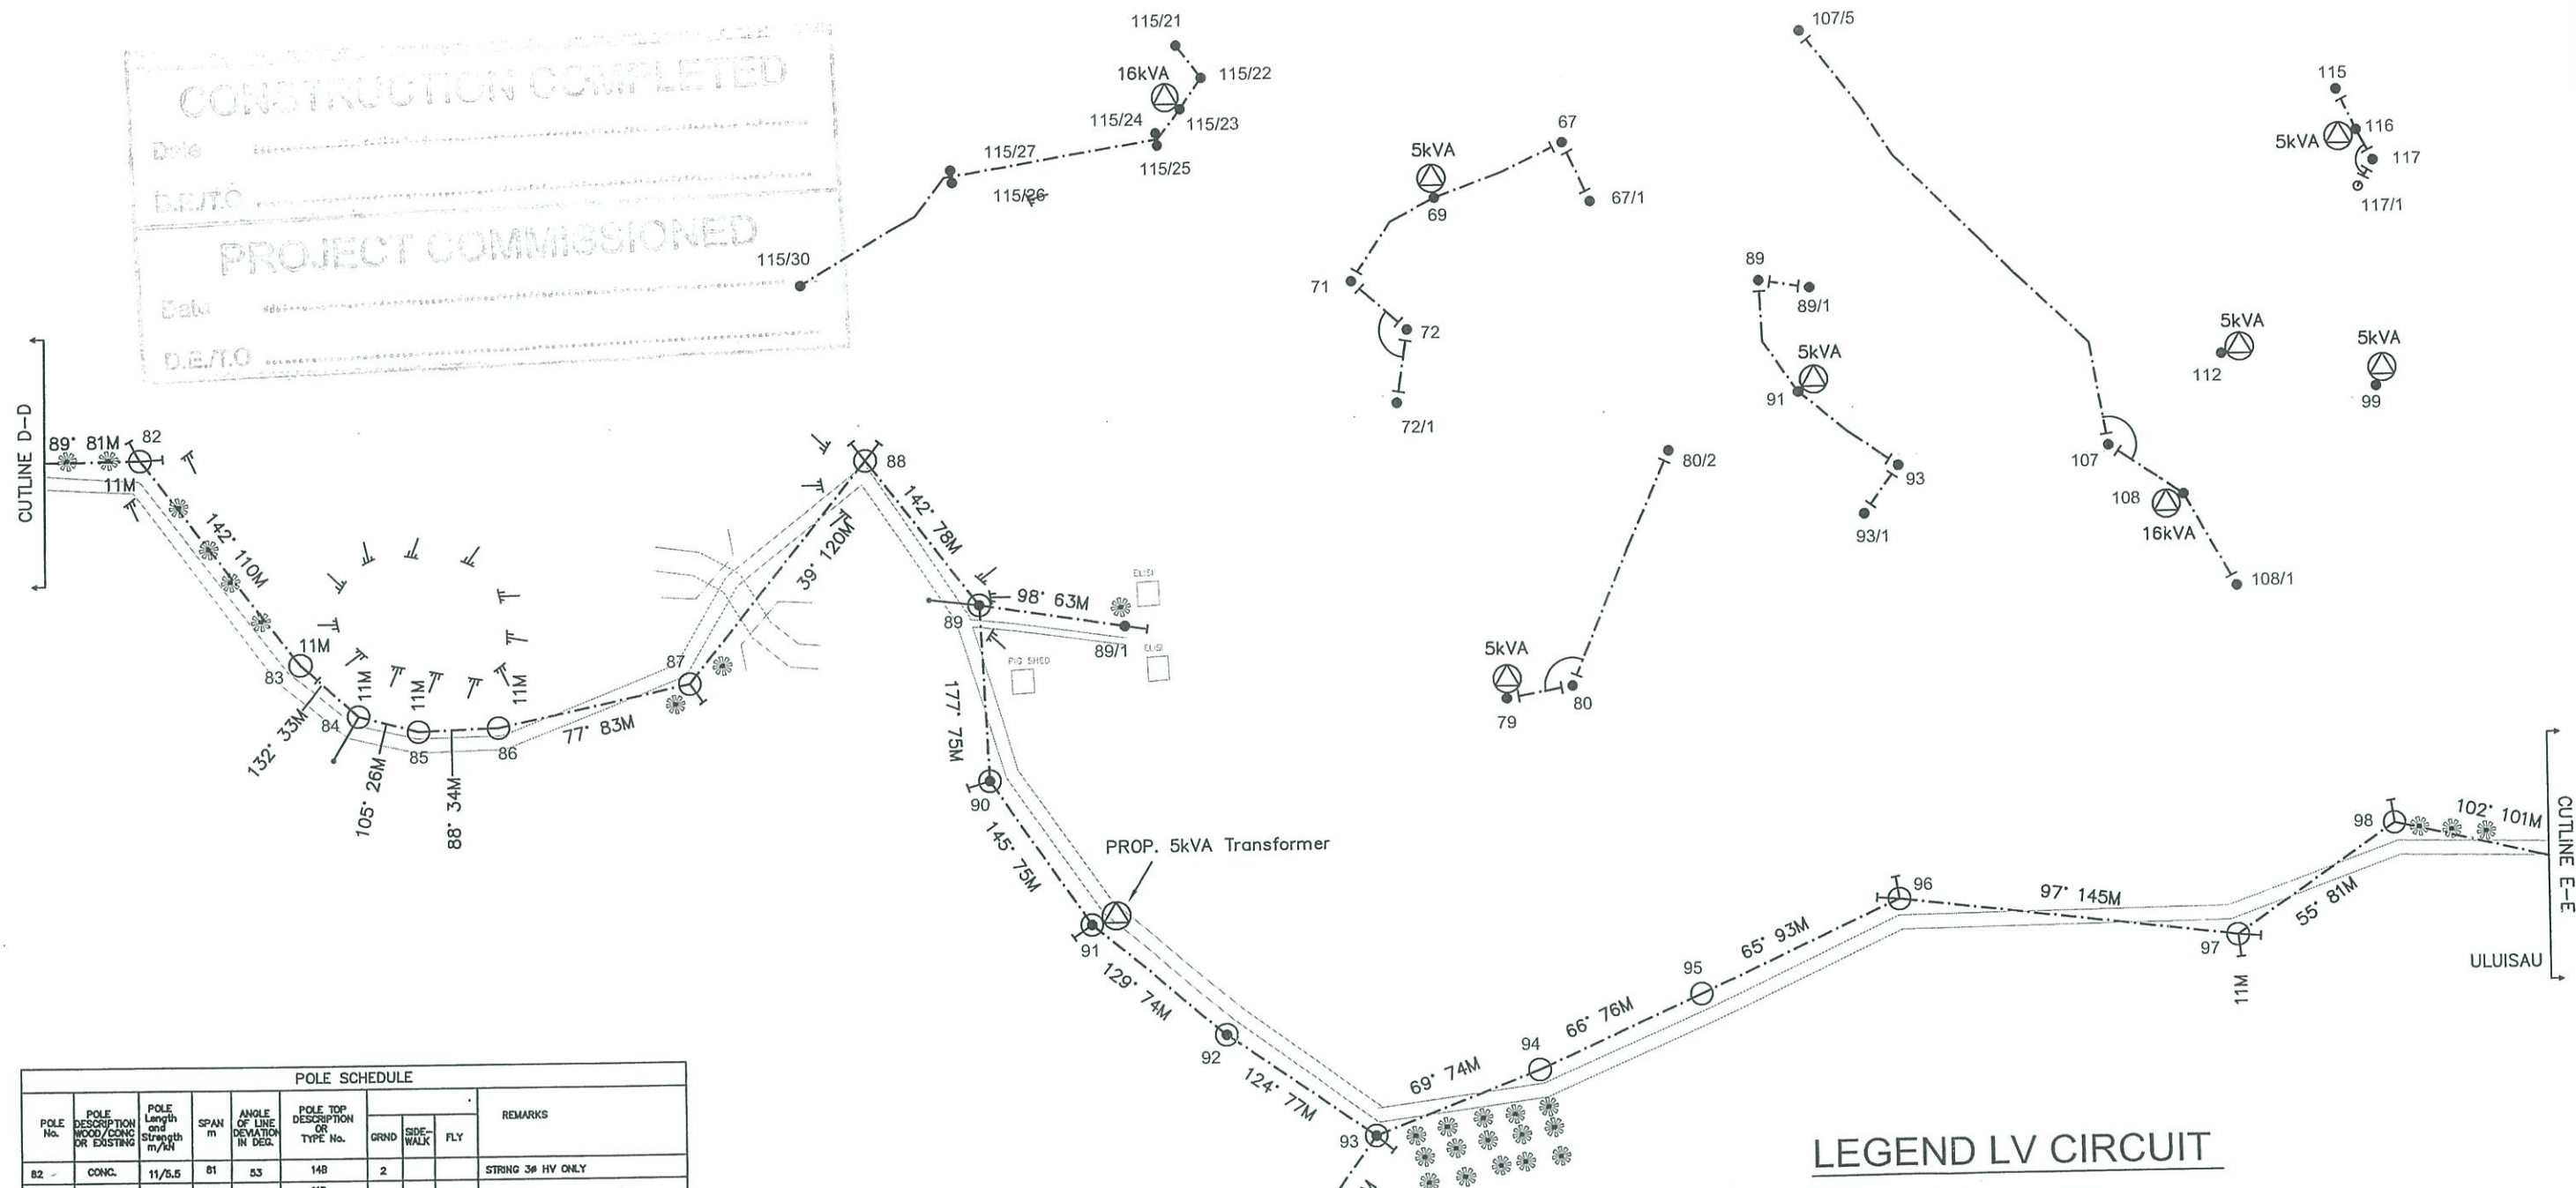 CONSTRUCTION COMPLETED
Date
D.E./T.O
PROJECT COMMISSIONED
Date
D.E./T.O
115/21
16kVA
115/22
115/24
115/23
115/27
115/25
115/26
115/30
5kVA
67
69
67/1
71
72
72/1
107/5
115
5kVA
116
117
117/1
89
89/1
5kVA
91
93
93/1
5kVA
112
5kVA
99
107
108
16kVA
108/1
80/2
5kVA
79
80
CUTLINE D-D
89° 81M
82
11M
142° 110M
11M
83
132° 33M
84
11M
105° 26M
11M
85
88° 34M
11M
86
77° 83M
87
39° 120M
88
142° 78M
89
98° 63M
ELISI
89/1
ELISI
PIG SHED
177° 75M
90
145° 75M
PROP. 5kVA Transformer
91
129° 74M
92
124° 77M
93
69° 74M
94
66° 76M
95
65° 93M
96
97° 145M
97
11M
55° 81M
98
102° 101M
CUTLINE E-E
ULUISAU
POLE SCHEDULE
POLE No.
POLE DESCRIPTION WOOD/CONC OR EXISTING
POLE Length and Strength m/kN
SPAN m
ANGLE OF LINE DEVIATION IN DEG.
POLE TOP DESCRIPTION OR TYPE No.
GRND
SIDE-WALK
FLY
REMARKS
82 CONC. 11/5.5 81 53 14B 2 STRING 3ø HV ONLY
LEGEND LV CIRCUIT